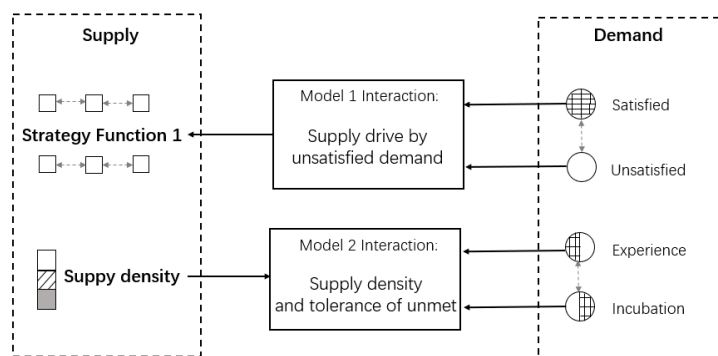 Supply
Demand
Model 1 Interaction:
Supply drive by
unsatisfied demand
Strategy Function 1
Satisfied
Unsatisfied
Model 2 Interaction:
Supply density
and tolerance of unmet
Suppy density
Experience
Incubation